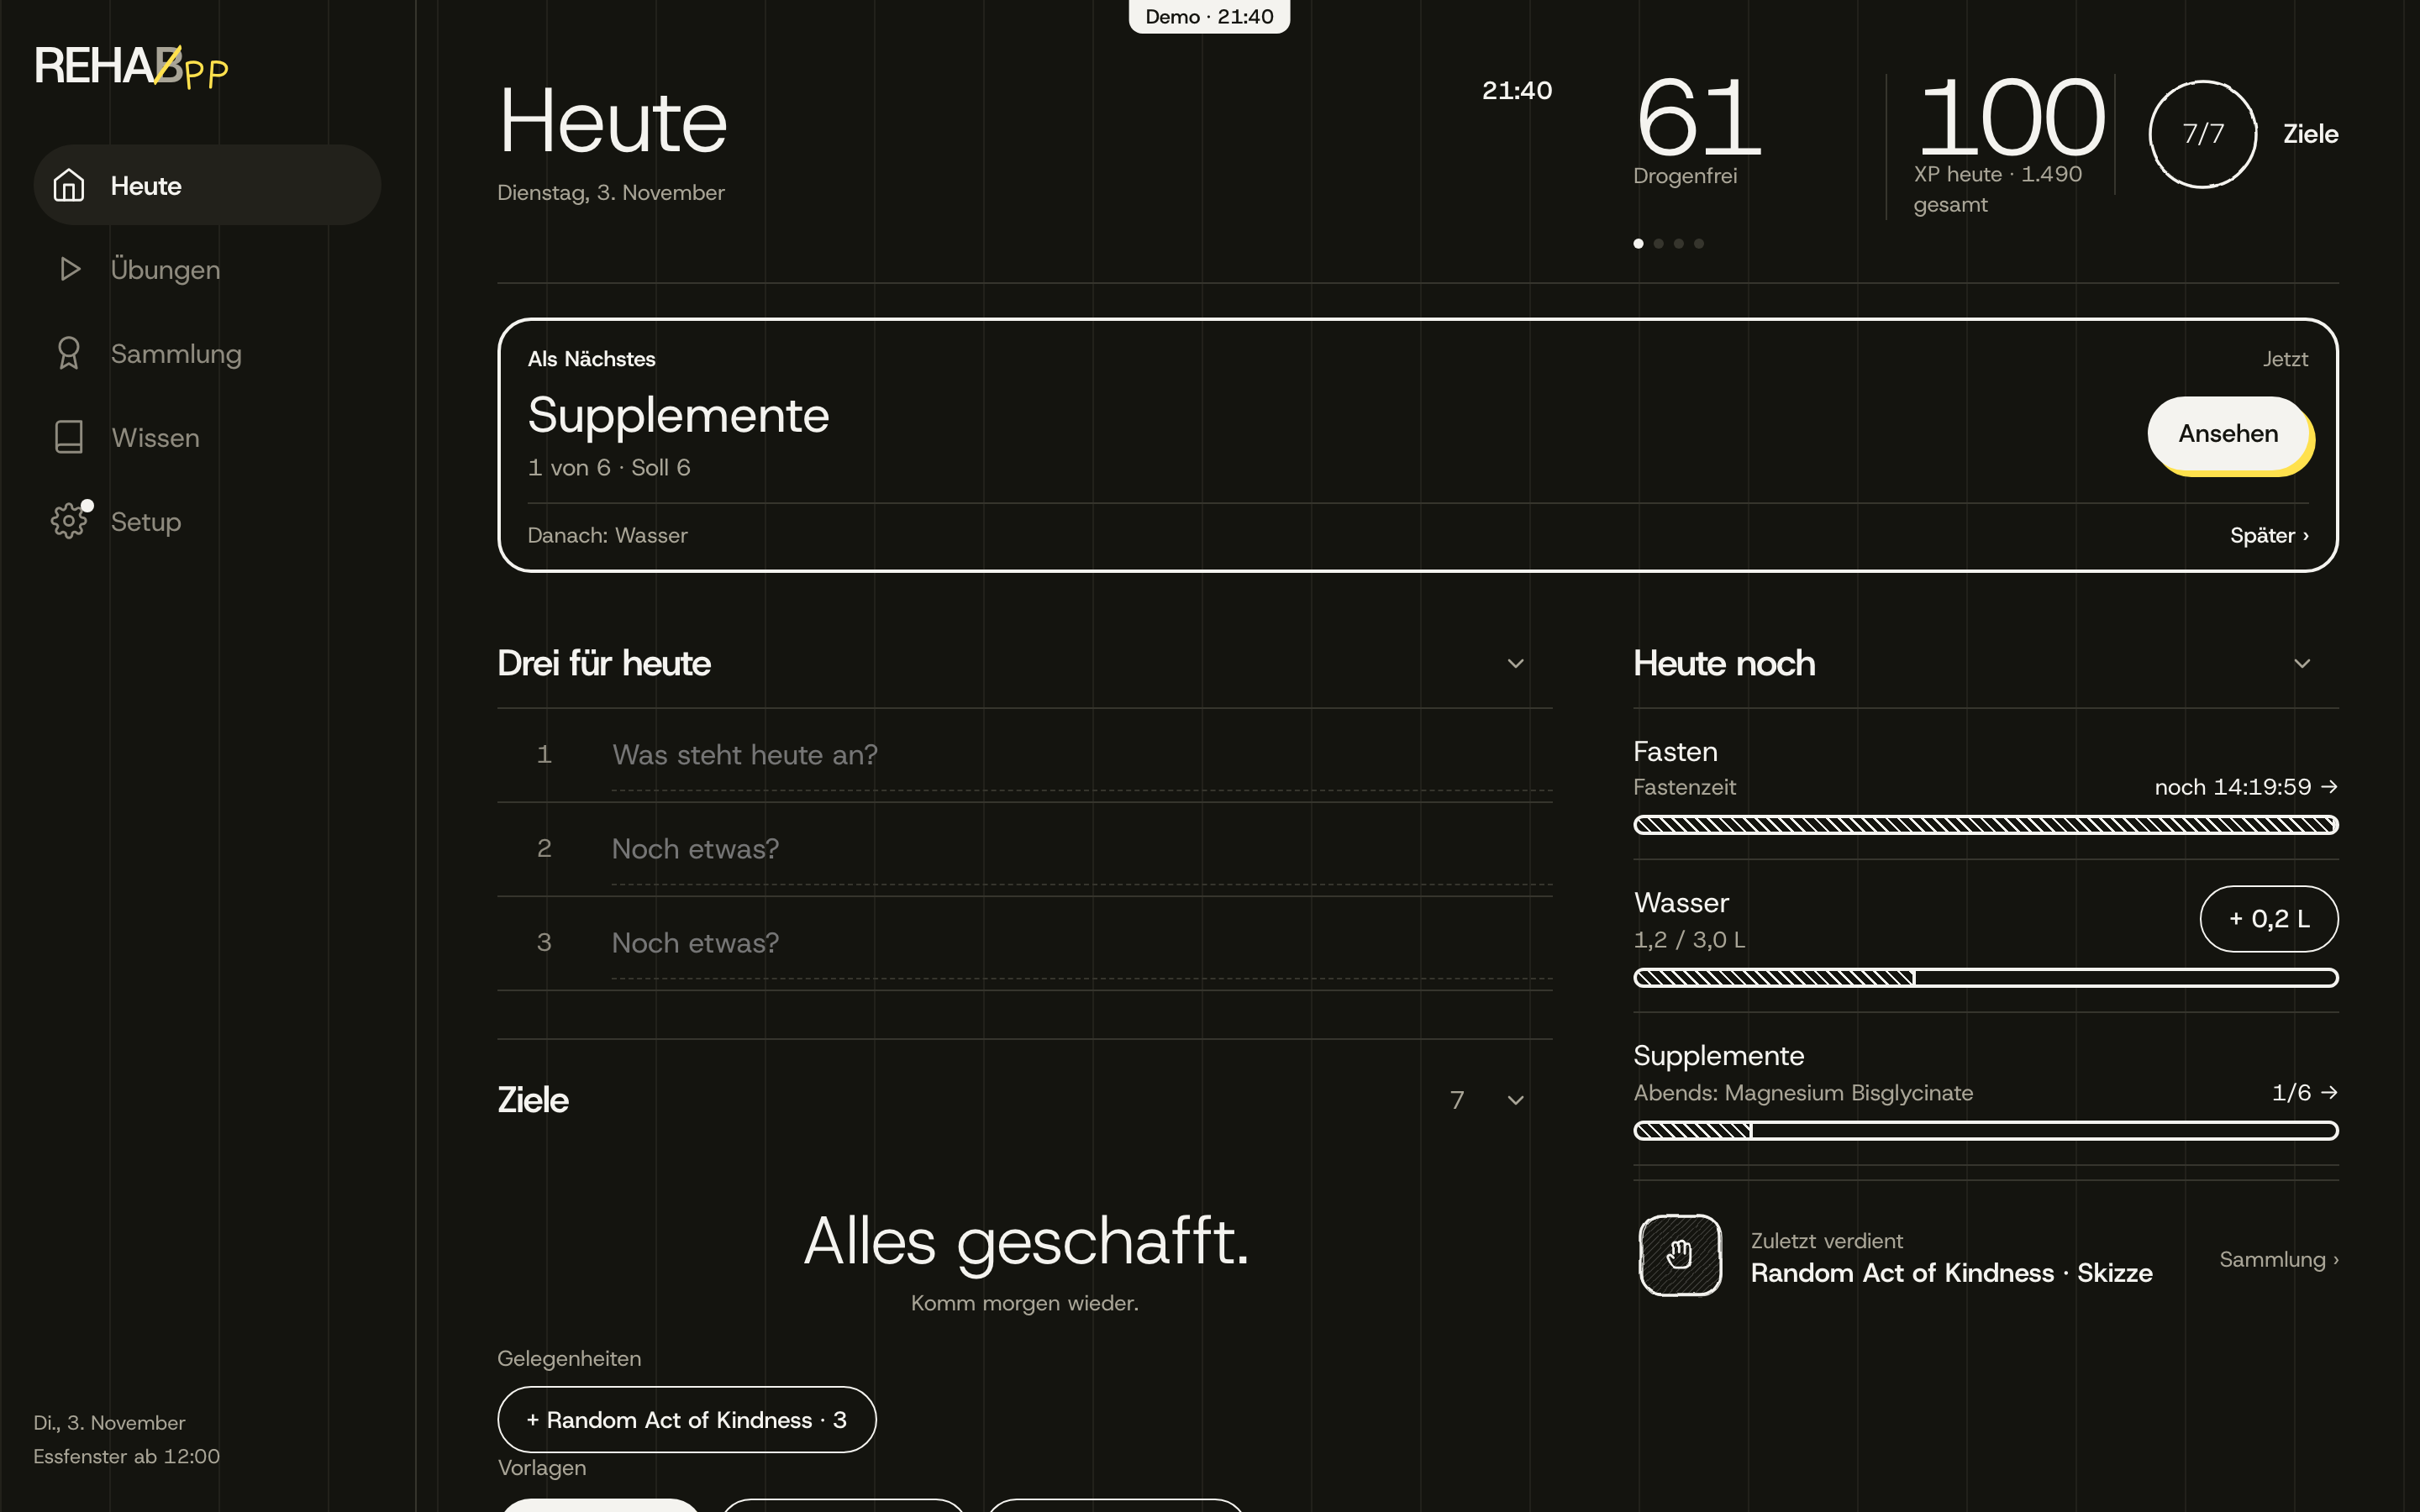 Demo · 21:40
REHABPP
Heute
Übungen
Sammlung
Wissen
Setup
Di., 3. November
Essfenster ab 12:00
Heute
Dienstag, 3. November
21:40
61
Drogenfrei
100
XP heute · 1.490
gesamt
7/7
Ziele
Als Nächstes
Jetzt
Supplemente
1 von 6 · Soll 6
Ansehen
Danach: Wasser
Später ›
Drei für heute
1 Was steht heute an?
2 Noch etwas?
3 Noch etwas?
Ziele 7
Alles geschafft.
Komm morgen wieder.
Gelegenheiten
+ Random Act of Kindness · 3
Vorlagen
Heute noch
Fasten
Fastenzeit noch 14:19:59 →
Wasser
1,2 / 3,0 L
+ 0,2 L
Supplemente
Abends: Magnesium Bisglycinate 1/6 →
Zuletzt verdient
Random Act of Kindness · Skizze
Sammlung ›